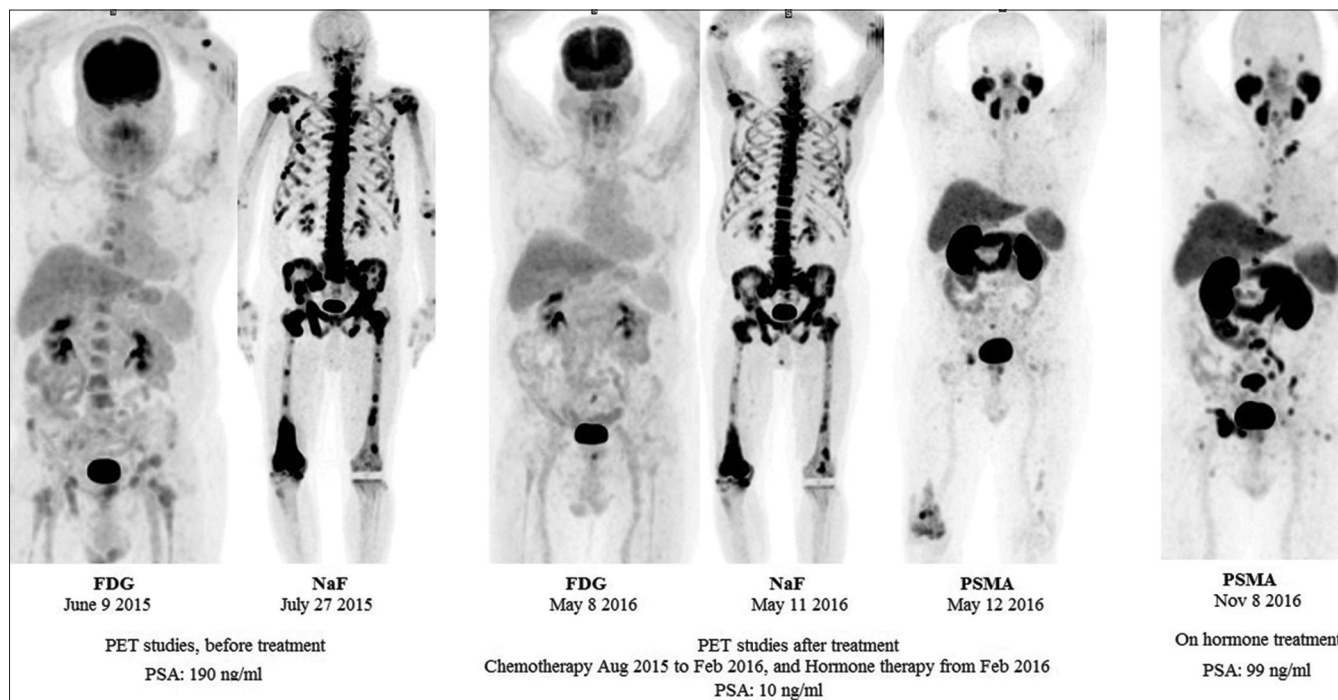 FDG
June 9 2015
NaF
July 27 2015
FDG
May 8 2016
NaF
May 11 2016
PSMA
May 12 2016
PSMA
Nov 8 2016
PET studies, before treatment
PSA: 190 ng/ml
PET studies after treatment
Chemotherapy Aug 2015 to Feb 2016, and Hormone therapy from Feb 2016
PSA: 10 ng/ml
On hormone treatment
PSA: 99 ng/ml